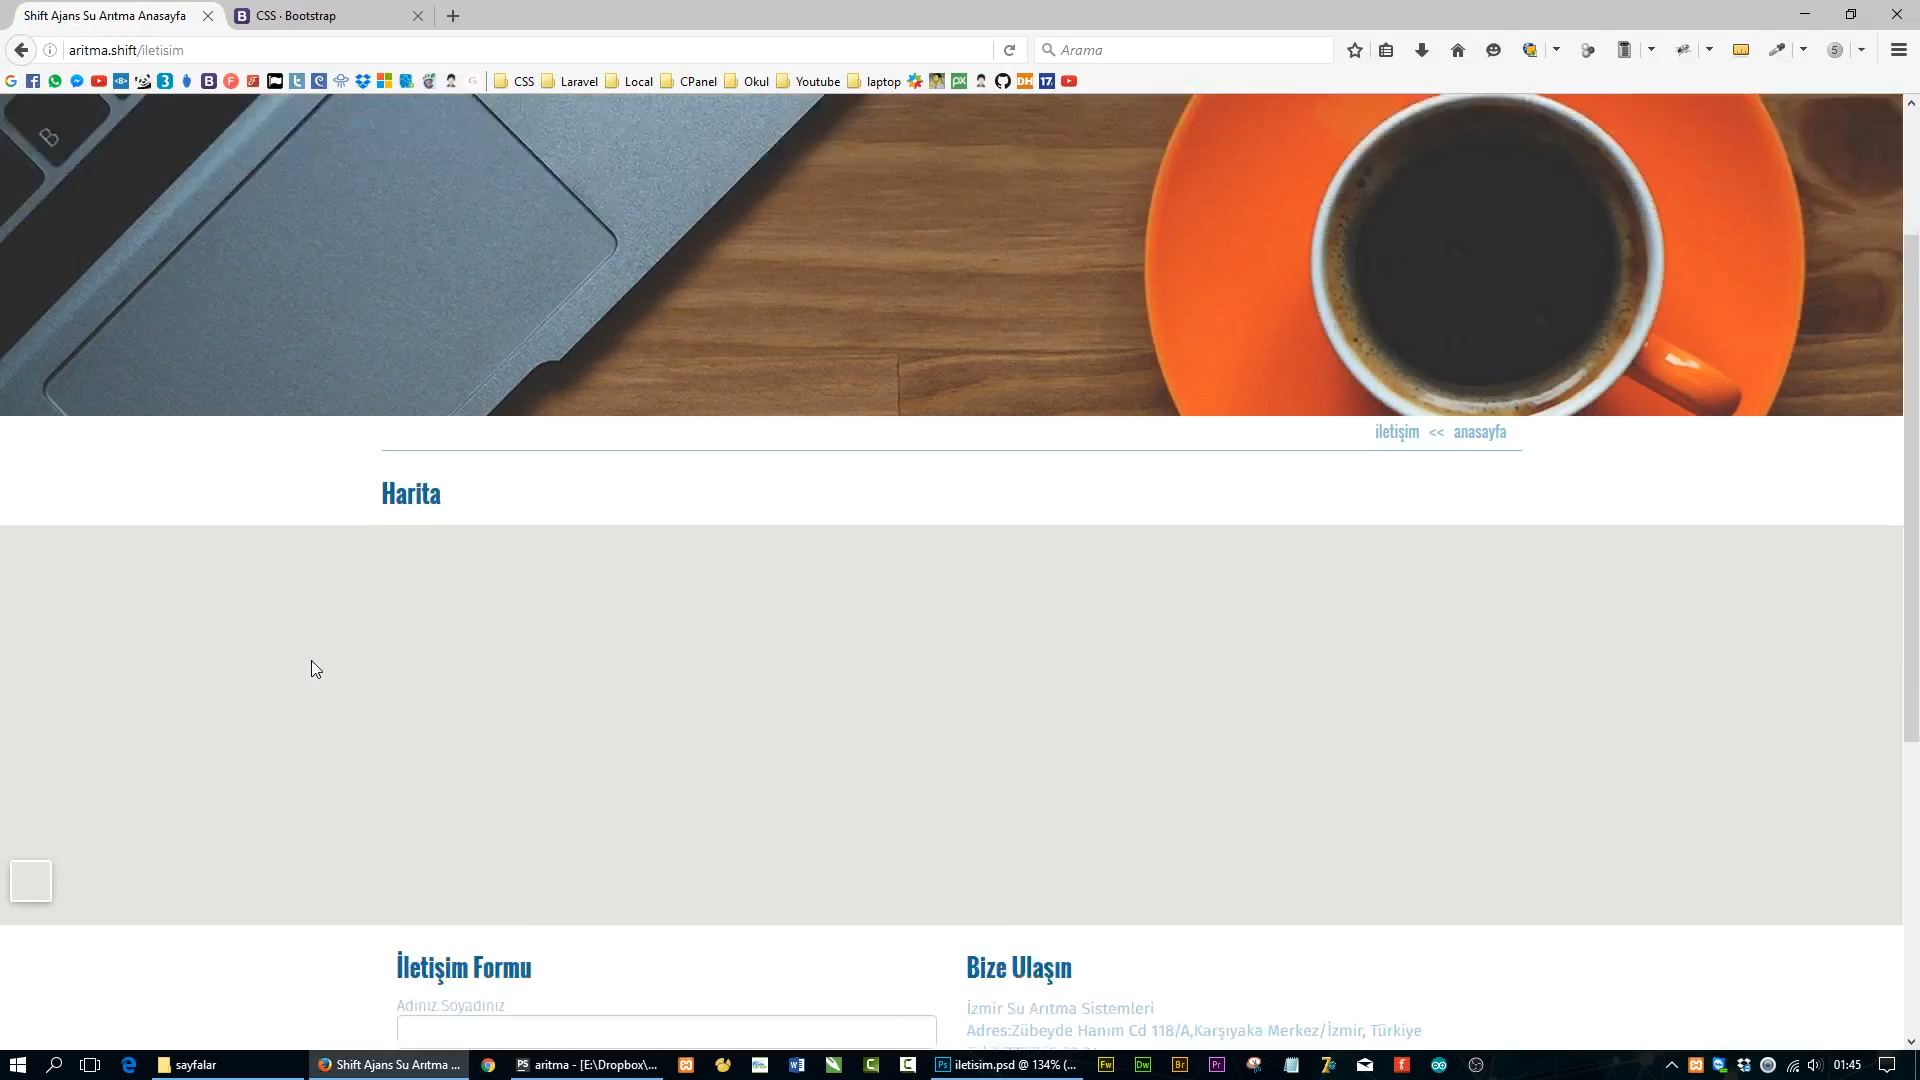 Shift Ajans Su Arıtma Anasayfa
CSS · Bootstrap
aritma.shift/iletisim
Arama
5
CSS
Laravel
Local
CPanel
Okul
Youtube
laptop
B
iletişim << anasayfa
Harita
İletişim Formu
Bize Ulaşın
Adınız Soyadınız
İzmir Su Arıtma Sistemleri
Adres:Zübeyde Hanım Cd 118/A,Karşıyaka Merkez/İzmir, Türkiye
sayfalar
Shift Ajans Su Arıtma ...
aritma - [E:\Dropbox\...
iletisim.psd @ 134% (...
01:45